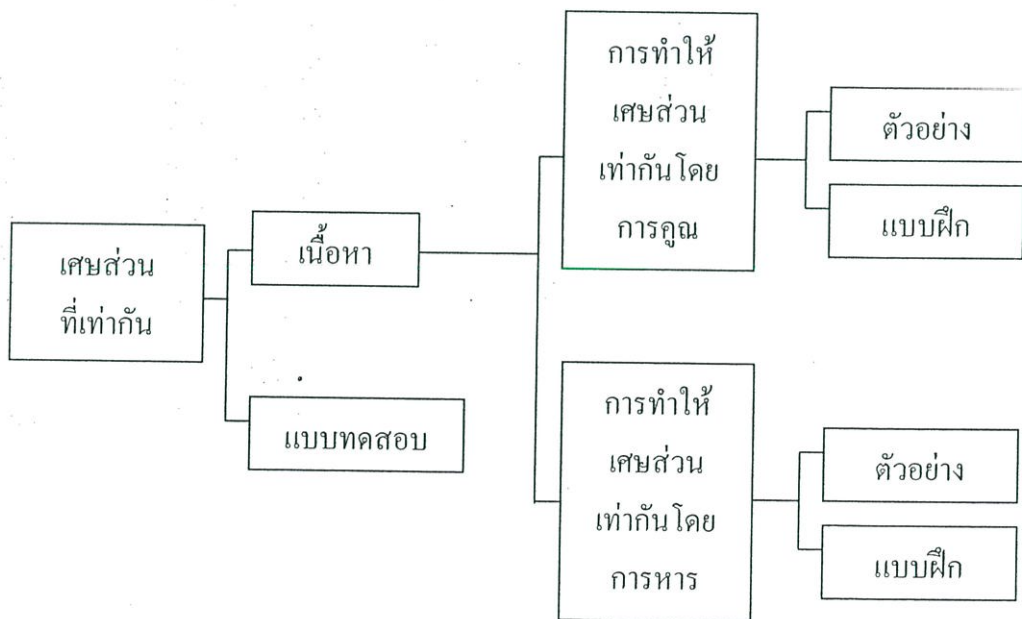 เศษส่วน
ที่เท่ากัน
เนื้อหา
แบบทดสอบ
การทำให้
เศษส่วน
เท่ากันโดย
การคูณ
ตัวอย่าง
แบบฝึก
การทำให้
เศษส่วน
เท่ากันโดย
การหาร
ตัวอย่าง
แบบฝึก